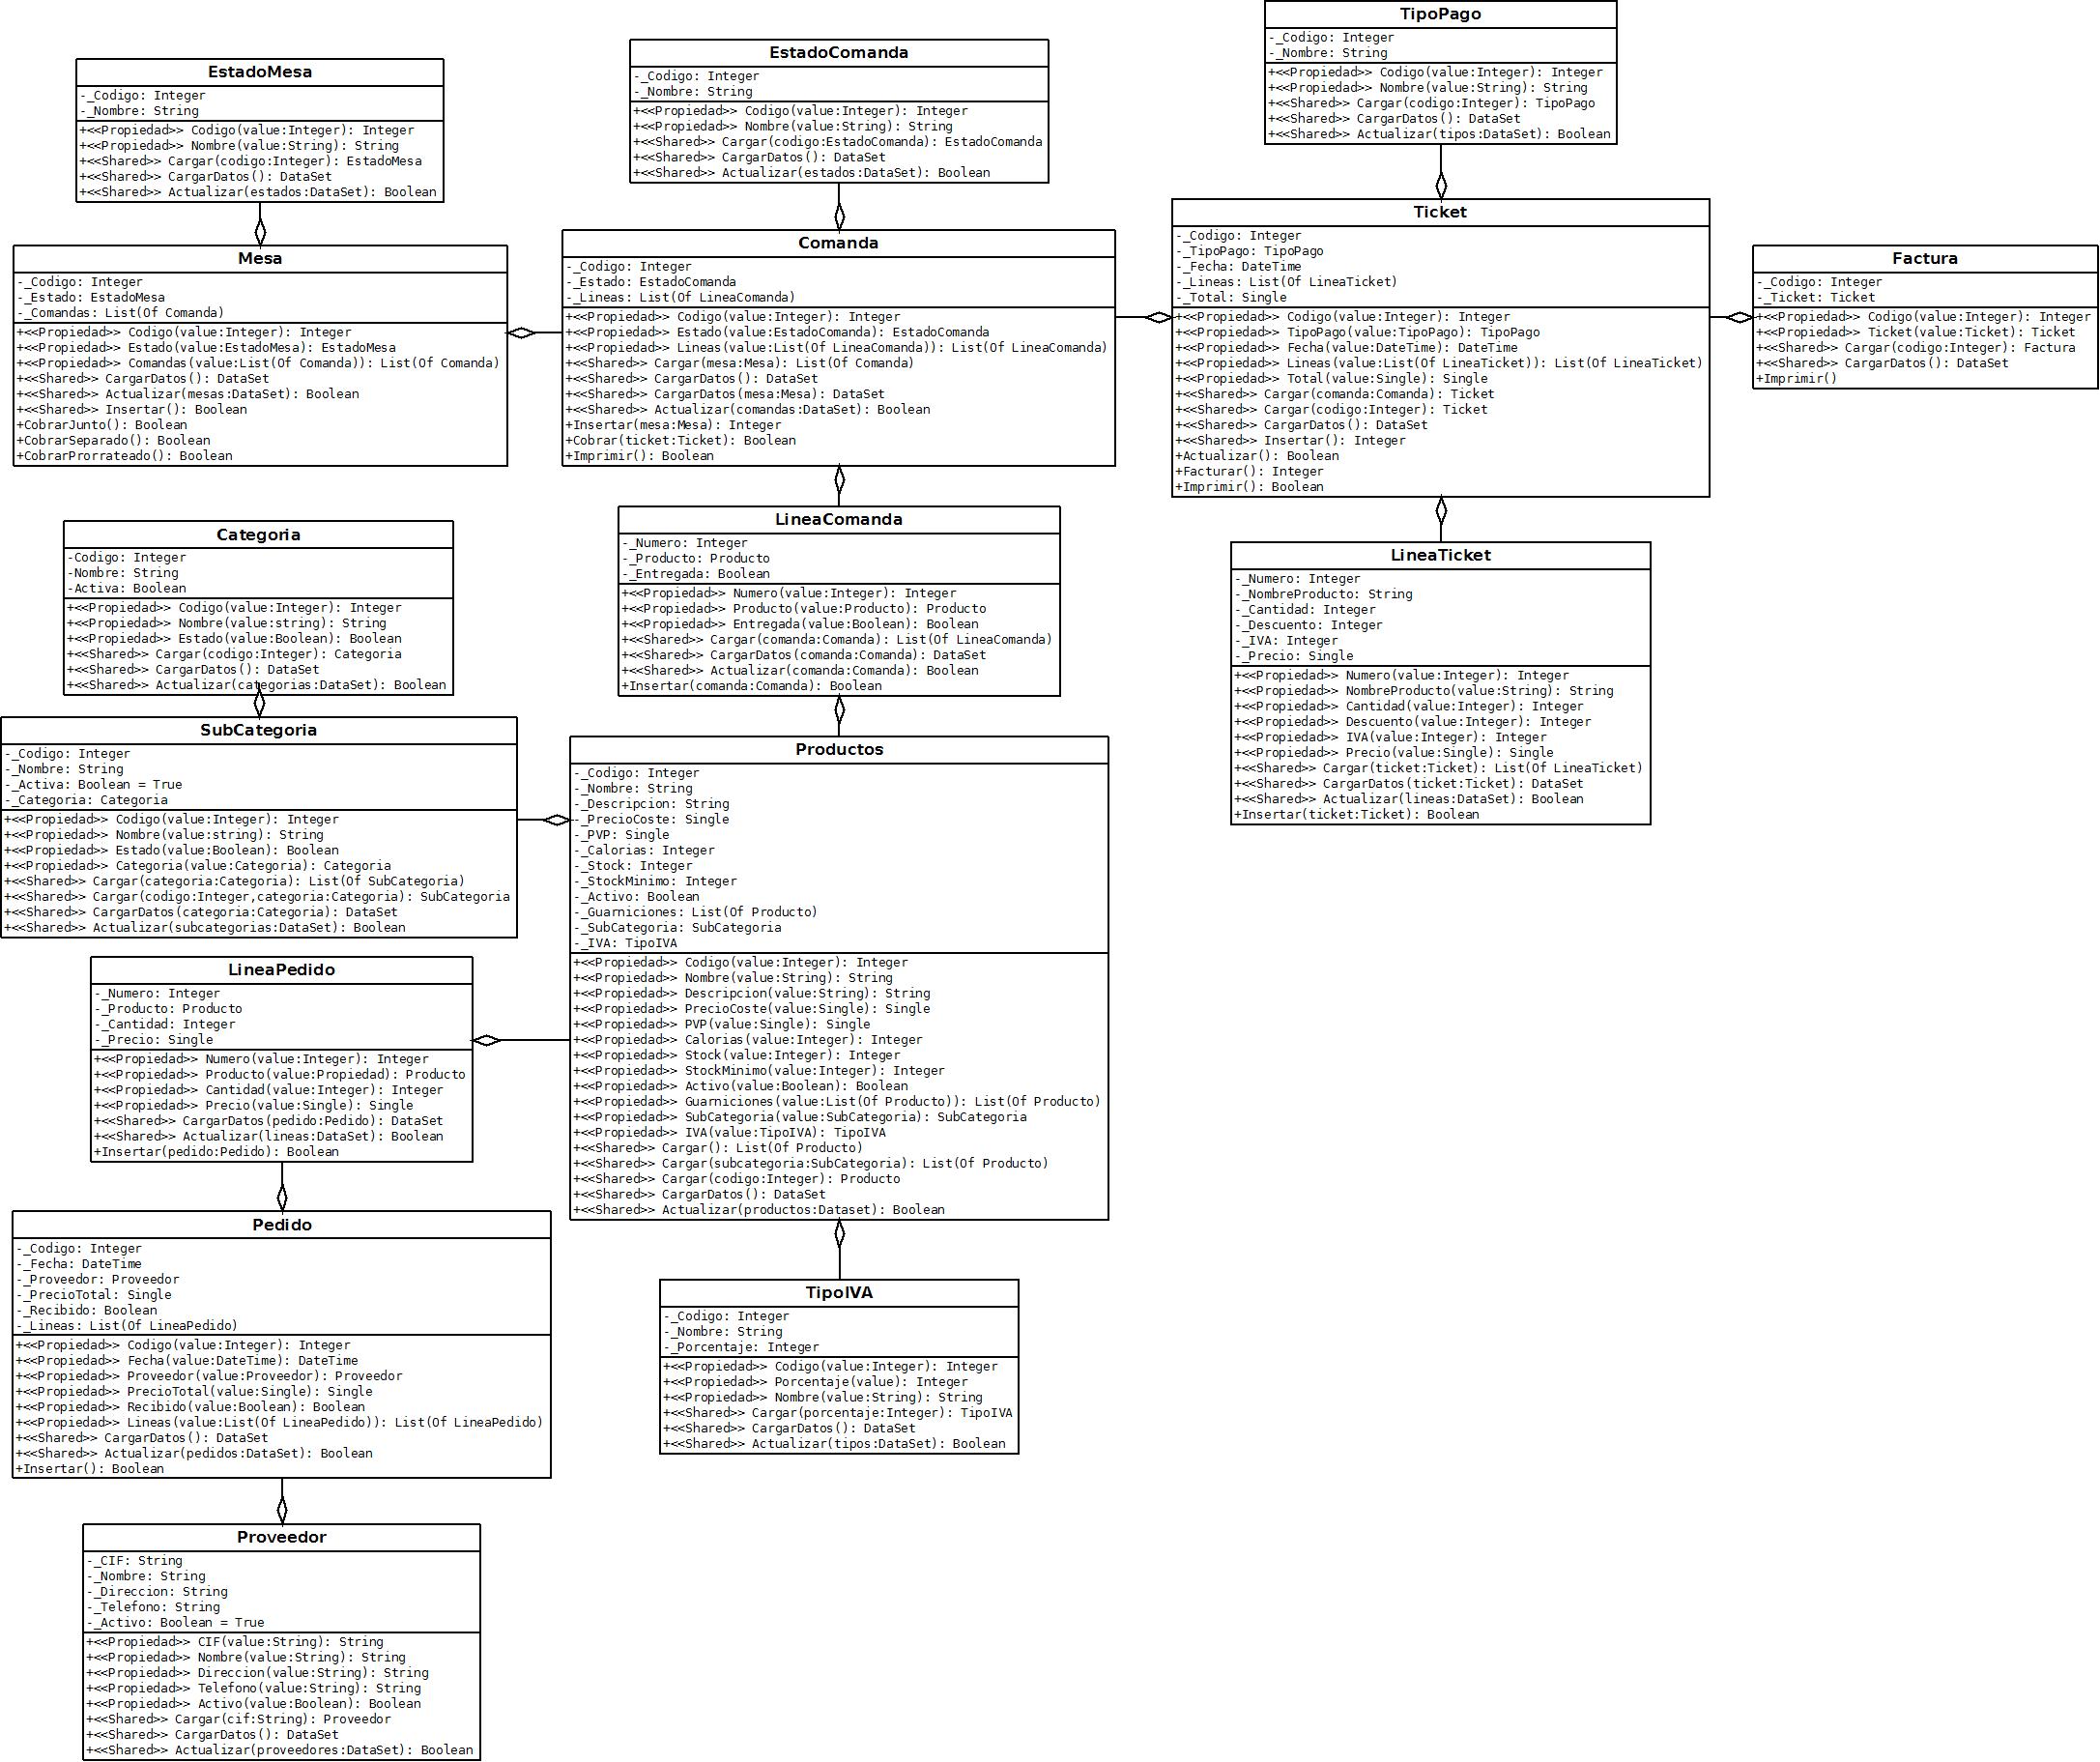 EstadoMesa
-_Codigo: Integer
-_Nombre: String
+<<Propiedad>> Codigo(value:Integer): Integer
+<<Propiedad>> Nombre(value:String): String
+<<Shared>> Cargar(codigo:Integer): EstadoMesa
+<<Shared>> CargarDatos(): DataSet
+<<Shared>> Actualizar(estados:DataSet): Boolean
EstadoComanda
-_Codigo: Integer
-_Nombre: String
+<<Propiedad>> Codigo(value:Integer): Integer
+<<Propiedad>> Nombre(value:String): String
+<<Shared>> Cargar(codigo:EstadoComanda): EstadoComanda
+<<Shared>> CargarDatos(): DataSet
+<<Shared>> Actualizar(estados:DataSet): Boolean
TipoPago
-_Codigo: Integer
-_Nombre: String
+<<Propiedad>> Codigo(value:Integer): Integer
+<<Propiedad>> Nombre(value:String): String
+<<Shared>> Cargar(codigo:Integer): TipoPago
+<<Shared>> CargarDatos(): DataSet
+<<Shared>> Actualizar(tipos:DataSet): Boolean
Mesa
-_Codigo: Integer
-_Estado: EstadoMesa
-_Comandas: List(Of Comanda)
+<<Propiedad>> Codigo(value:Integer): Integer
+<<Propiedad>> Estado(value:EstadoMesa): EstadoMesa
+<<Propiedad>> Comandas(value:List(Of Comanda)): List(Of Comanda)
+<<Shared>> CargarDatos(): DataSet
+<<Shared>> Actualizar(mesas:DataSet): Boolean
+<<Shared>> Insertar(): Boolean
+CobrarJunto(): Boolean
+CobrarSeparado(): Boolean
+CobrarProrrateado(): Boolean
Comanda
-_Codigo: Integer
-_Estado: EstadoComanda
-_Lineas: List(Of LineaComanda)
+<<Propiedad>> Codigo(value:Integer): Integer
+<<Propiedad>> Estado(value:EstadoComanda): EstadoComanda
+<<Propiedad>> Lineas(value:List(Of LineaComanda)): List(Of LineaComanda)
+<<Shared>> Cargar(mesa:Mesa): List(Of Comanda)
+<<Shared>> CargarDatos(): DataSet
+<<Shared>> CargarDatos(mesa:Mesa): DataSet
+<<Shared>> Actualizar(comandas:DataSet): Boolean
+Insertar(mesa:Mesa): Integer
+Cobrar(ticket:Ticket): Boolean
+Imprimir(): Boolean
Ticket
-_Codigo: Integer
-_TipoPago: TipoPago
-_Fecha: DateTime
-_Lineas: List(Of LineaTicket)
-_Total: Single
+<<Propiedad>> Codigo(value:Integer): Integer
+<<Propiedad>> TipoPago(value:TipoPago): TipoPago
+<<Propiedad>> Fecha(value:DateTime): DateTime
+<<Propiedad>> Lineas(value:List(Of LineaTicket)): List(Of LineaTicket)
+<<Propiedad>> Total(value:Single): Single
+<<Shared>> Cargar(comanda:Comanda): Ticket
+<<Shared>> Cargar(codigo:Integer): Ticket
+<<Shared>> CargarDatos(): DataSet
+<<Shared>> Insertar(): Integer
+Actualizar(): Boolean
+Facturar(): Integer
+Imprimir(): Boolean
Factura
-_Codigo: Integer
-_Ticket: Ticket
+<<Propiedad>> Codigo(value:Integer): Integer
+<<Propiedad>> Ticket(value:Ticket): Ticket
+<<Shared>> Cargar(codigo:Integer): Factura
+<<Shared>> CargarDatos(): DataSet
+Imprimir()
Categoria
-Codigo: Integer
-Nombre: String
-Activa: Boolean
+<<Propiedad>> Codigo(value:Integer): Integer
+<<Propiedad>> Nombre(value:string): String
+<<Propiedad>> Estado(value:Boolean): Boolean
+<<Shared>> Cargar(codigo:Integer): Categoria
+<<Shared>> CargarDatos(): DataSet
+<<Shared>> Actualizar(categorias:DataSet): Boolean
LineaComanda
-_Numero: Integer
-_Producto: Producto
-_Entregada: Boolean
+<<Propiedad>> Numero(value:Integer): Integer
+<<Propiedad>> Producto(value:Producto): Producto
+<<Propiedad>> Entregada(value:Boolean): Boolean
+<<Shared>> Cargar(comanda:Comanda): List(Of LineaComanda)
+<<Shared>> CargarDatos(comanda:Comanda): DataSet
+<<Shared>> Actualizar(comanda:Comanda): Boolean
+Insertar(comanda:Comanda): Boolean
LineaTicket
-_Numero: Integer
-_NombreProducto: String
-_Cantidad: Integer
-_Descuento: Integer
-_IVA: Integer
-_Precio: Single
+<<Propiedad>> Numero(value:Integer): Integer
+<<Propiedad>> NombreProducto(value:String): String
+<<Propiedad>> Cantidad(value:Integer): Integer
+<<Propiedad>> Descuento(value:Integer): Integer
+<<Propiedad>> IVA(value:Integer): Integer
+<<Propiedad>> Precio(value:Single): Single
+<<Shared>> Cargar(ticket:Ticket): List(Of LineaTicket)
+<<Shared>> CargarDatos(ticket:Ticket): DataSet
+<<Shared>> Actualizar(lineas:DataSet): Boolean
+Insertar(ticket:Ticket): Boolean
SubCategoria
-_Codigo: Integer
-_Nombre: String
-_Activa: Boolean = True
-_Categoria: Categoria
+<<Propiedad>> Codigo(value:Integer): Integer
+<<Propiedad>> Nombre(value:string): String
+<<Propiedad>> Estado(value:Boolean): Boolean
+<<Propiedad>> Categoria(value:Categoria): Categoria
+<<Shared>> Cargar(categoria:Categoria): List(Of SubCategoria)
+<<Shared>> Cargar(codigo:Integer,categoria:Categoria): SubCategoria
+<<Shared>> CargarDatos(categoria:Categoria): DataSet
+<<Shared>> Actualizar(subcategorias:DataSet): Boolean
Productos
-_Codigo: Integer
-_Nombre: String
-_Descripcion: String
-_PrecioCoste: Single
-_PVP: Single
-_Calorias: Integer
-_Stock: Integer
-_StockMinimo: Integer
-_Activo: Boolean
-_Guarniciones: List(Of Producto)
-_SubCategoria: SubCategoria
-_IVA: TipoIVA
+<<Propiedad>> Codigo(value:Integer): Integer
+<<Propiedad>> Nombre(value:String): String
+<<Propiedad>> Descripcion(value:String): String
+<<Propiedad>> PrecioCoste(value:Single): Single
+<<Propiedad>> PVP(value:Single): Single
+<<Propiedad>> Calorias(value:Integer): Integer
+<<Propiedad>> Stock(value:Integer): Integer
+<<Propiedad>> StockMinimo(value:Integer): Integer
+<<Propiedad>> Activo(value:Boolean): Boolean
+<<Propiedad>> Guarniciones(value:List(Of Producto)): List(Of Producto)
+<<Propiedad>> SubCategoria(value:SubCategoria): SubCategoria
+<<Propiedad>> IVA(value:TipoIVA): TipoIVA
+<<Shared>> Cargar(): List(Of Producto)
+<<Shared>> Cargar(subcategoria:SubCategoria): List(Of Producto)
+<<Shared>> Cargar(codigo:Integer): Producto
+<<Shared>> CargarDatos(): DataSet
+<<Shared>> Actualizar(productos:Dataset): Boolean
LineaPedido
-_Numero: Integer
-_Producto: Producto
-_Cantidad: Integer
-_Precio: Single
+<<Propiedad>> Numero(value:Integer): Integer
+<<Propiedad>> Producto(value:Propiedad): Producto
+<<Propiedad>> Cantidad(value:Integer): Integer
+<<Propiedad>> Precio(value:Single): Single
+<<Shared>> CargarDatos(pedido:Pedido): DataSet
+<<Shared>> Actualizar(lineas:DataSet): Boolean
+Insertar(pedido:Pedido): Boolean
Pedido
-_Codigo: Integer
-_Fecha: DateTime
-_Proveedor: Proveedor
-_PrecioTotal: Single
-_Recibido: Boolean
-_Lineas: List(Of LineaPedido)
+<<Propiedad>> Codigo(value:Integer): Integer
+<<Propiedad>> Fecha(value:DateTime): DateTime
+<<Propiedad>> Proveedor(value:Proveedor): Proveedor
+<<Propiedad>> PrecioTotal(value:Single): Single
+<<Propiedad>> Recibido(value:Boolean): Boolean
+<<Propiedad>> Lineas(value:List(Of LineaPedido)): List(Of LineaPedido)
+<<Shared>> CargarDatos(): DataSet
+<<Shared>> Actualizar(pedidos:DataSet): Boolean
+Insertar(): Boolean
TipoIVA
-_Codigo: Integer
-_Nombre: String
-_Porcentaje: Integer
+<<Propiedad>> Codigo(value:Integer): Integer
+<<Propiedad>> Porcentaje(value): Integer
+<<Propiedad>> Nombre(value:String): String
+<<Shared>> Cargar(porcentaje:Integer): TipoIVA
+<<Shared>> CargarDatos(): DataSet
+<<Shared>> Actualizar(tipos:DataSet): Boolean
Proveedor
-_CIF: String
-_Nombre: String
-_Direccion: String
-_Telefono: String
-_Activo: Boolean = True
+<<Propiedad>> CIF(value:String): String
+<<Propiedad>> Nombre(value:String): String
+<<Propiedad>> Direccion(value:String): String
+<<Propiedad>> Telefono(value:String): String
+<<Propiedad>> Activo(value:Boolean): Boolean
+<<Shared>> Cargar(cif:String): Proveedor
+<<Shared>> CargarDatos(): DataSet
+<<Shared>> Actualizar(proveedores:DataSet): Boolean